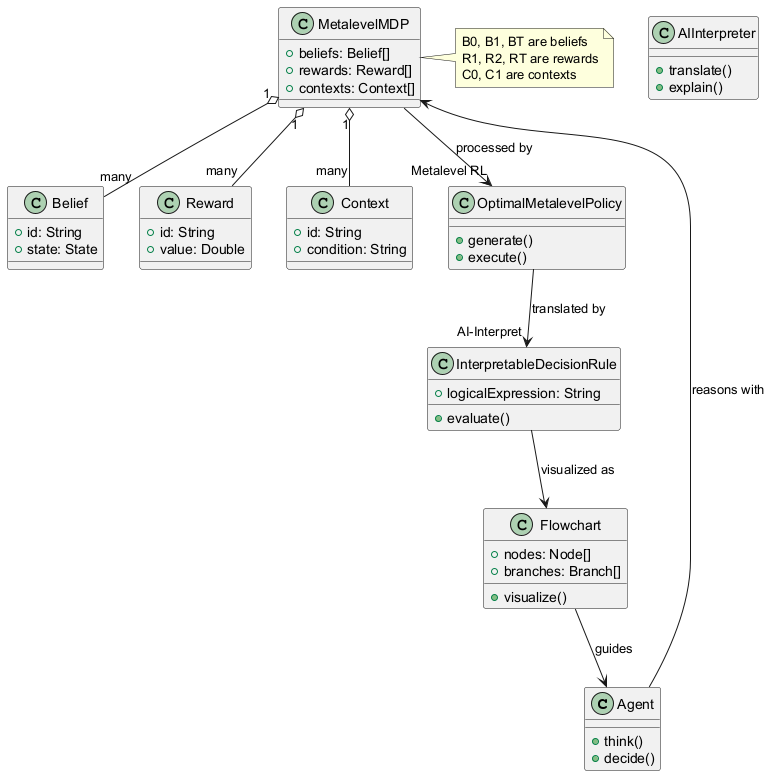 C MetalevelMDP
beliefs: Belief[]
rewards: Reward[]
contexts: Context[]
B0, B1, BT are beliefs
R1, R2, RT are rewards
C0, C1 are contexts
C AIInterpreter
translate()
explain()
1
1
1
many
many
many
processed by
Metalevel RL
C Belief
id: String
state: State
C Reward
id: String
value: Double
C Context
id: String
condition: String
C OptimalMetalevelPolicy
generate()
execute()
translated by
AI-Interpret
C InterpretableDecisionRule
logicalExpression: String
evaluate()
reasons with
visualized as
C Flowchart
nodes: Node[]
branches: Branch[]
visualize()
guides
C Agent
think()
decide()